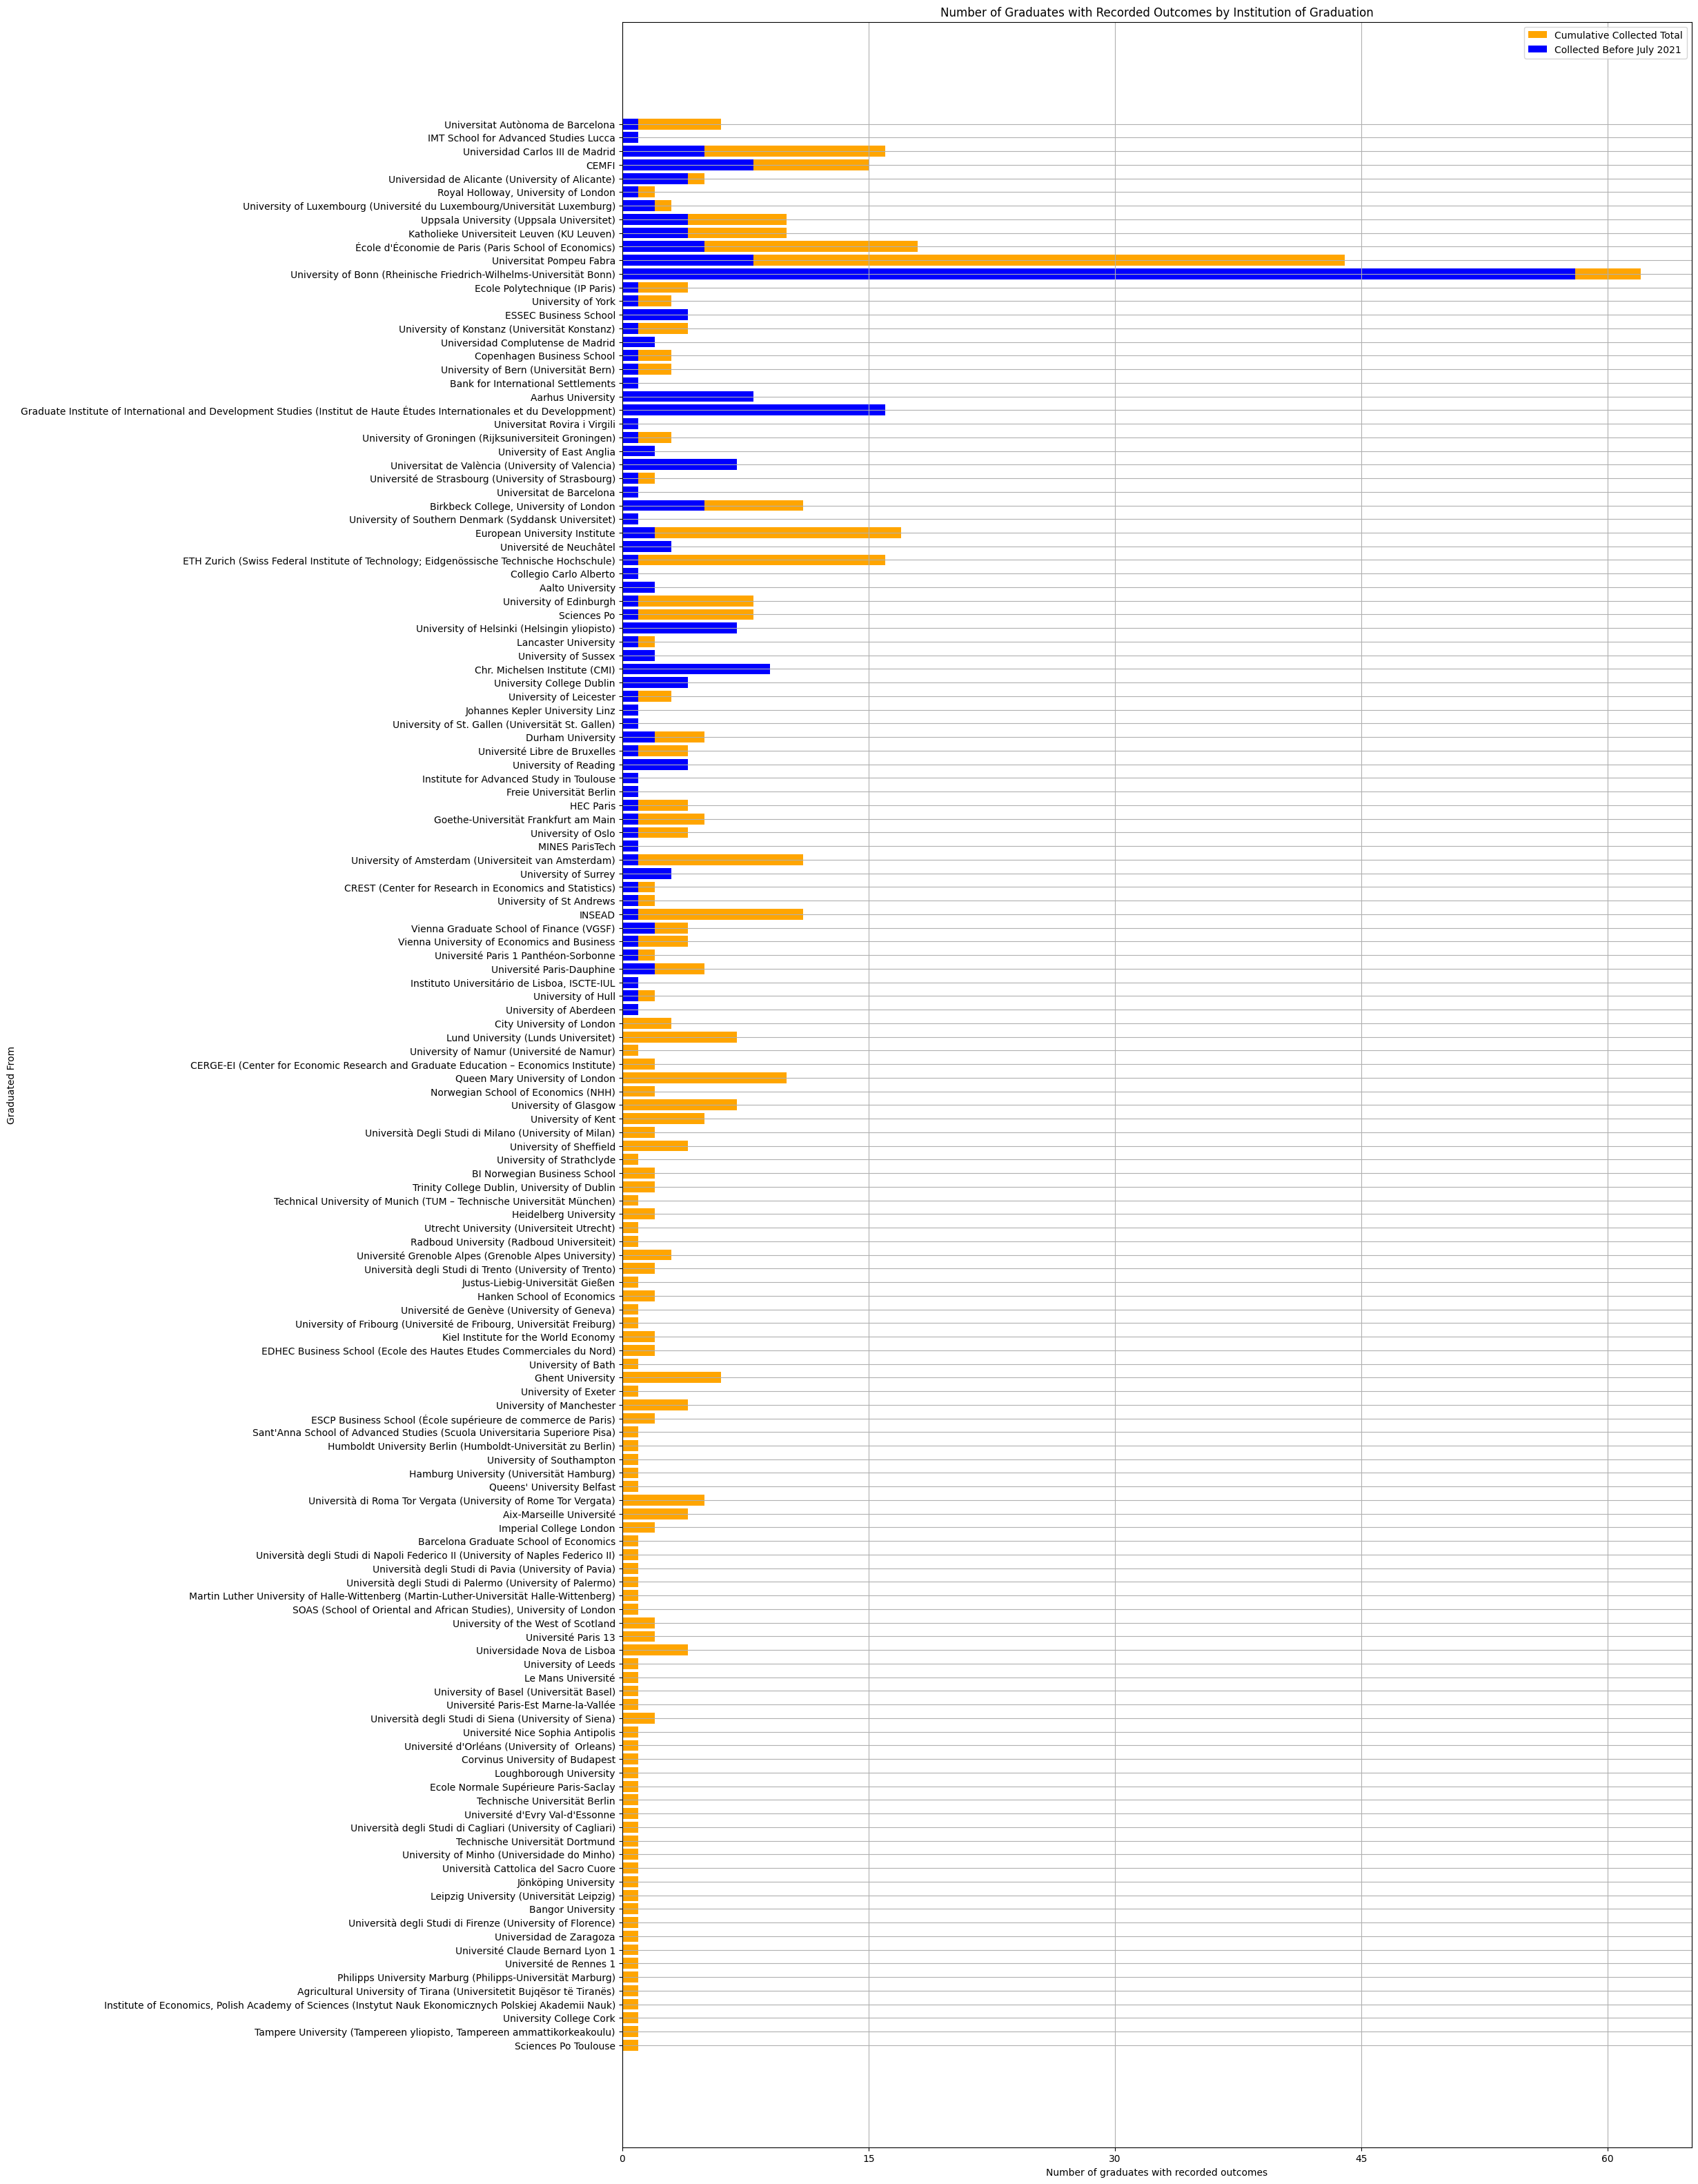 Number of Graduates with Recorded Outcomes by Institution of Graduation
Cumulative Collected Total
Collected Before July 2021
Universitat Autònoma de Barcelona
IMT School for Advanced Studies Lucca
Universidad Carlos III de Madrid
CEMFI
Universidad de Alicante (University of Alicante)
Royal Holloway, University of London
University of Luxembourg (Université du Luxembourg/Universität Luxemburg)
Uppsala University (Uppsala Universitet)
Katholieke Universiteit Leuven (KU Leuven)
École d'Économie de Paris (Paris School of Economics)
Universitat Pompeu Fabra
University of Bonn (Rheinische Friedrich-Wilhelms-Universität Bonn)
Ecole Polytechnique (IP Paris)
University of York
ESSEC Business School
University of Konstanz (Universität Konstanz)
Universidad Complutense de Madrid
Copenhagen Business School
University of Bern (Universität Bern)
Bank for International Settlements
Aarhus University
Graduate Institute of International and Development Studies (Institut de Haute Études Internationales et du Developpment)
Universitat Rovira i Virgili
University of Groningen (Rijksuniversiteit Groningen)
University of East Anglia
Universitat de València (University of Valencia)
Université de Strasbourg (University of Strasbourg)
Universitat de Barcelona
Birkbeck College, University of London
University of Southern Denmark (Syddansk Universitet)
European University Institute
Université de Neuchâtel
ETH Zurich (Swiss Federal Institute of Technology; Eidgenössische Technische Hochschule)
Collegio Carlo Alberto
Aalto University
University of Edinburgh
Sciences Po
University of Helsinki (Helsingin yliopisto)
Lancaster University
University of Sussex
Chr. Michelsen Institute (CMI)
University College Dublin
University of Leicester
Johannes Kepler University Linz
University of St. Gallen (Universität St. Gallen)
Durham University
Université Libre de Bruxelles
University of Reading
Institute for Advanced Study in Toulouse
Freie Universität Berlin
HEC Paris
Goethe-Universität Frankfurt am Main
University of Oslo
MINES ParisTech
University of Amsterdam (Universiteit van Amsterdam)
University of Surrey
CREST (Center for Research in Economics and Statistics)
University of St Andrews
INSEAD
Vienna Graduate School of Finance (VGSF)
Vienna University of Economics and Business
Université Paris 1 Panthéon-Sorbonne
Université Paris-Dauphine
Instituto Universitário de Lisboa, ISCTE-IUL
University of Hull
University of Aberdeen
City University of London
Lund University (Lunds Universitet)
University of Namur (Université de Namur)
CERGE-EI (Center for Economic Research and Graduate Education – Economics Institute)
Queen Mary University of London
Norwegian School of Economics (NHH)
University of Glasgow
University of Kent
Università Degli Studi di Milano (University of Milan)
University of Sheffield
University of Strathclyde
BI Norwegian Business School
Trinity College Dublin, University of Dublin
Technical University of Munich (TUM – Technische Universität München)
Heidelberg University
Utrecht University (Universiteit Utrecht)
Radboud University (Radboud Universiteit)
Université Grenoble Alpes (Grenoble Alpes University)
Università degli Studi di Trento (University of Trento)
Justus-Liebig-Universität Gießen
Hanken School of Economics
Université de Genève (University of Geneva)
University of Fribourg (Université de Fribourg, Universität Freiburg)
Kiel Institute for the World Economy
EDHEC Business School (Ecole des Hautes Etudes Commerciales du Nord)
University of Bath
Ghent University
University of Exeter
University of Manchester
ESCP Business School (École supérieure de commerce de Paris)
Sant'Anna School of Advanced Studies (Scuola Universitaria Superiore Pisa)
Humboldt University Berlin (Humboldt-Universität zu Berlin)
University of Southampton
Hamburg University (Universität Hamburg)
Queens' University Belfast
Università di Roma Tor Vergata (University of Rome Tor Vergata)
Aix-Marseille Université
Imperial College London
Barcelona Graduate School of Economics
Università degli Studi di Napoli Federico II (University of Naples Federico II)
Università degli Studi di Pavia (University of Pavia)
Università degli Studi di Palermo (University of Palermo)
Martin Luther University of Halle-Wittenberg (Martin-Luther-Universität Halle-Wittenberg)
SOAS (School of Oriental and African Studies), University of London
University of the West of Scotland
Université Paris 13
Universidade Nova de Lisboa
University of Leeds
Le Mans Université
University of Basel (Universität Basel)
Université Paris-Est Marne-la-Vallée
Università degli Studi di Siena (University of Siena)
Université Nice Sophia Antipolis
Université d'Orléans (University of  Orleans)
Corvinus University of Budapest
Loughborough University
Ecole Normale Supérieure Paris-Saclay
Technische Universität Berlin
Université d'Evry Val-d'Essonne
Università degli Studi di Cagliari (University of Cagliari)
Technische Universität Dortmund
University of Minho (Universidade do Minho)
Università Cattolica del Sacro Cuore
Jönköping University
Leipzig University (Universität Leipzig)
Bangor University
Università degli Studi di Firenze (University of Florence)
Universidad de Zaragoza
Université Claude Bernard Lyon 1
Université de Rennes 1
Philipps University Marburg (Philipps-Universität Marburg)
Agricultural University of Tirana (Universitetit Bujqësor të Tiranës)
Institute of Economics, Polish Academy of Sciences (Instytut Nauk Ekonomicznych Polskiej Akademii Nauk)
University College Cork
Tampere University (Tampereen yliopisto, Tampereen ammattikorkeakoulu)
Sciences Po Toulouse
Graduated From
0 15 30 45 60
Number of graduates with recorded outcomes